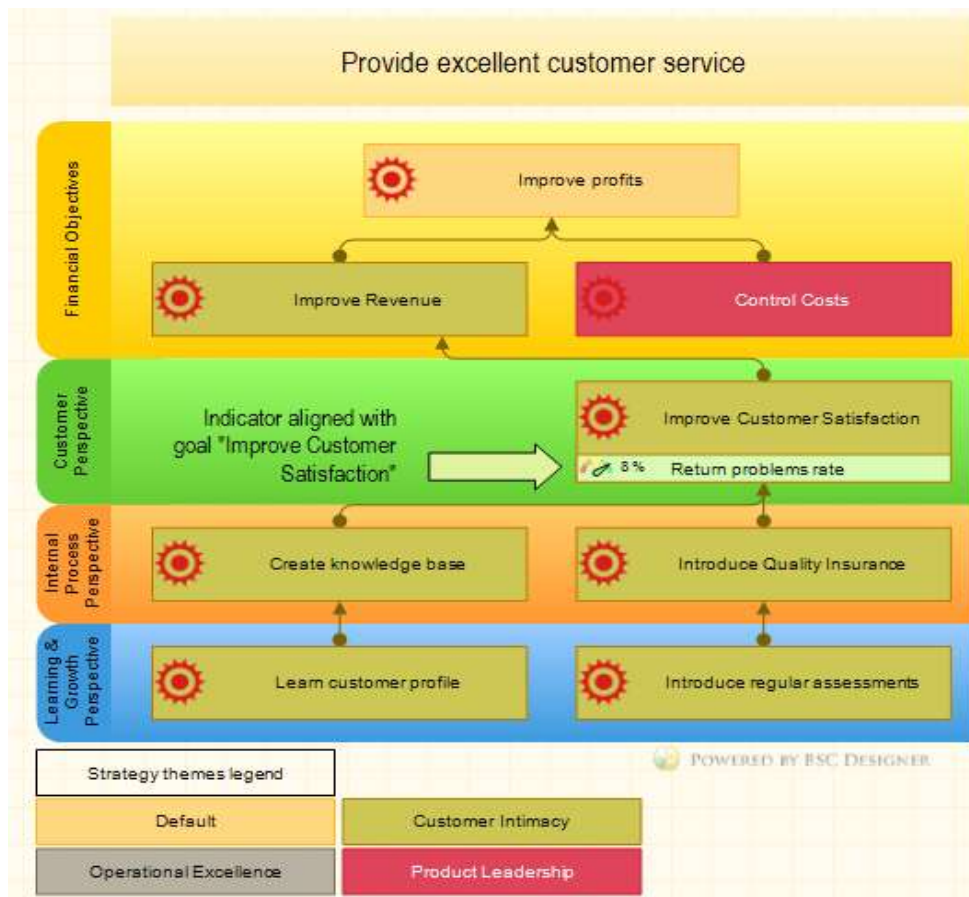 Provide excellent customer service
Financial Objectives
Improve profits
Improve Revenue
Control Costs
Customer
Perspective
Indicator aligned with
goal "Improve Customer
Satisfaction"
Improve Customer Satisfaction
8%
Return problems rate
Internal
Process
Perspective
Create knowledge base
Introduce Quality Insurance
Learning &
Growth
Perspective
Learn customer profile
Introduce regular assessments
POWERED BY BSC DESIGNER
Strategy themes legend
Default
Customer Intimacy
Operational Excellence
Product Leadership